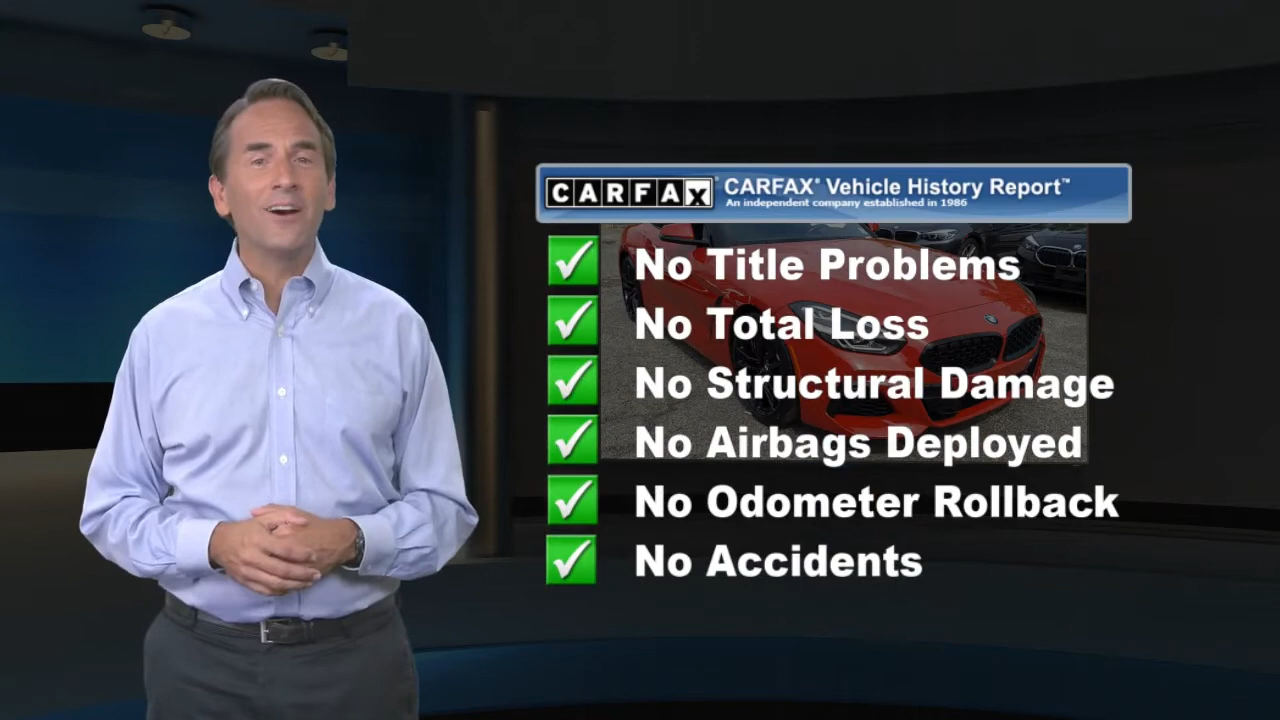 CARFAX® CARFAX® Vehicle History Report™
An independent company established in 1986
No Title Problems
No Total Loss
No Structural Damage
No Airbags Deployed
No Odometer Rollback
No Accidents